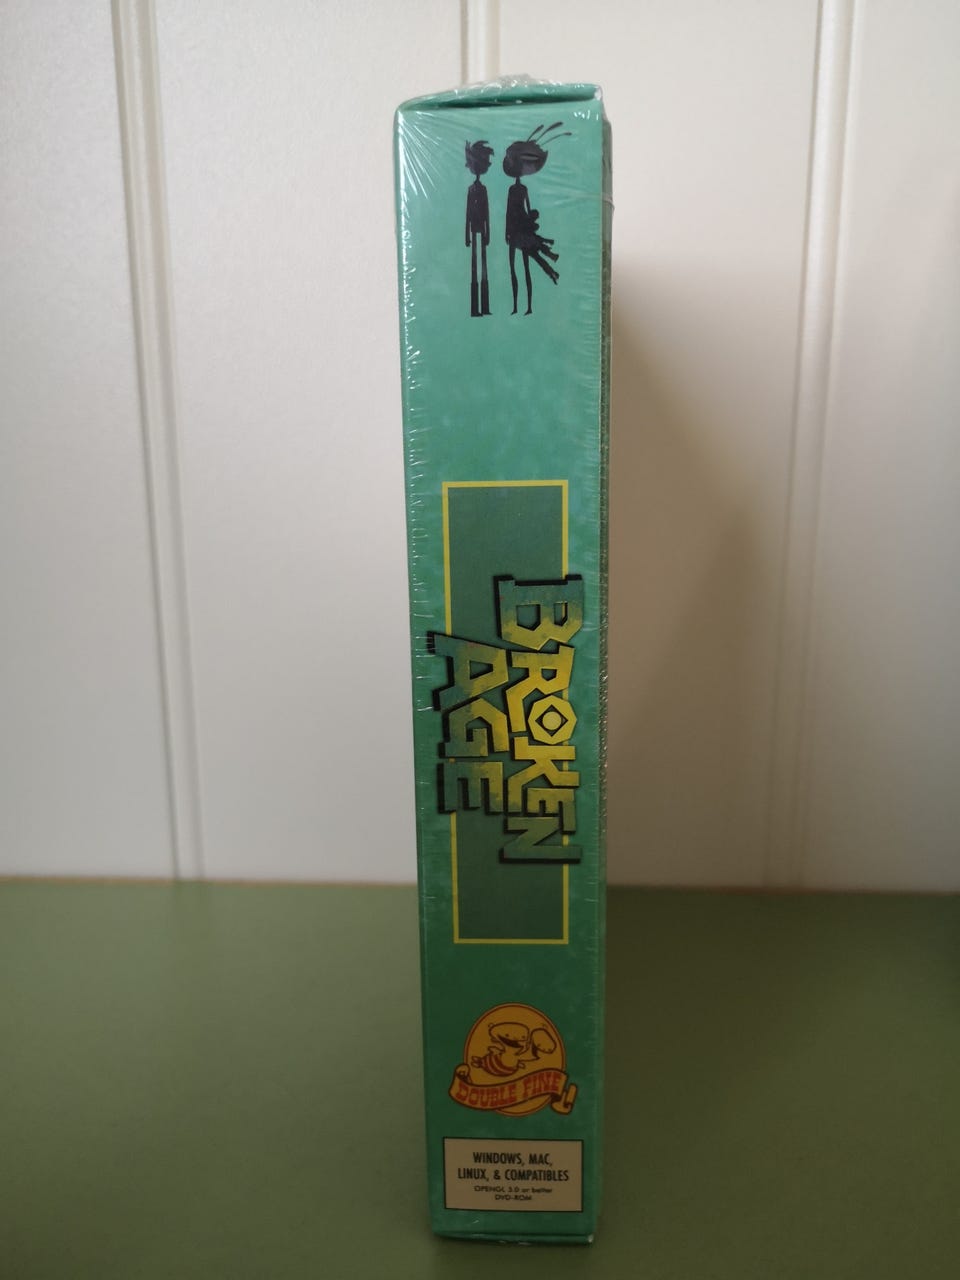 BROKEN
AGE
DOUBLE FINE
WINDOWS, MAC,
LINUX, & COMPATIBLES
OPENGL 3.0 or better
DVD-ROM